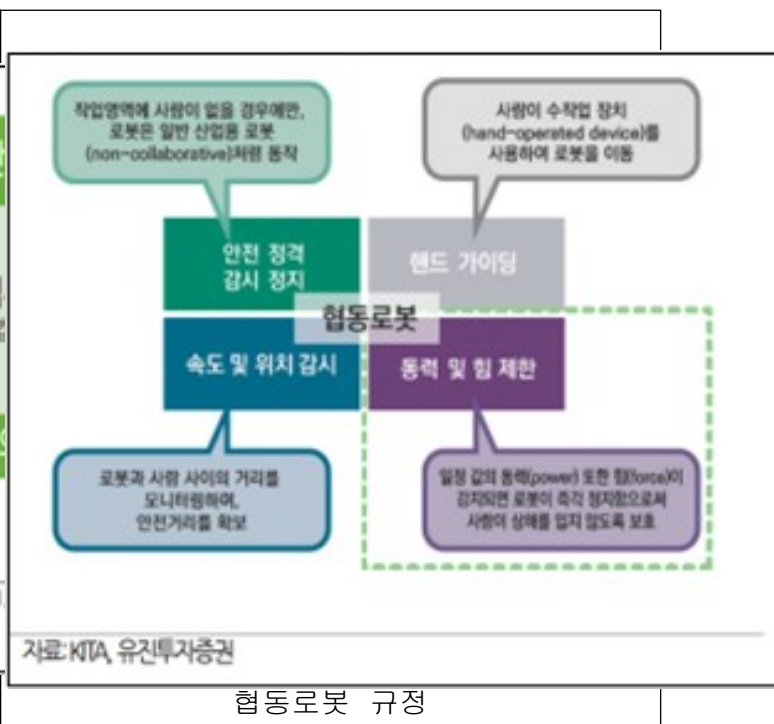 작업영역에 사람이 없을 경우에만,
로봇은 일반 산업용 로봇
(non-collaborative)처럼 동작
사람이 수작업 장치
(hand-operated device)를
사용하여 로봇을 이동
안전 정격
감시 정지
핸드 가이딩
협동로봇
속도 및 위치 감시
동력 및 힘 제한
로봇과 사람 사이의 거리를
모니터링하여,
안전거리를 확보
일정 값의 동력(power) 또한 힘(force)이
감지되면 로봇이 즉각 정지함으로써
사람이 상해를 입지 않도록 보호
자료: KITA, 유진투자증권
협동로봇 규정